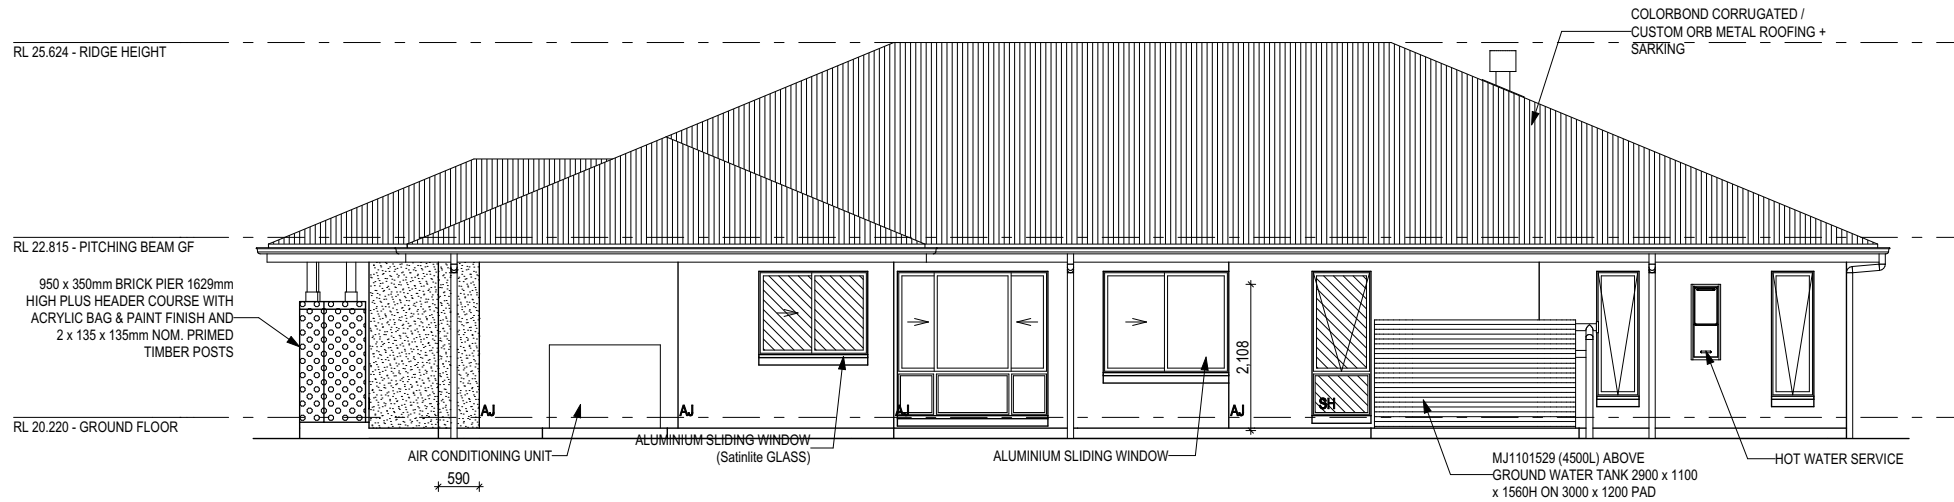 COLORBOND CORRUGATED /
CUSTOM ORB METAL ROOFING +
SARKING
RL 25.624 - RIDGE HEIGHT
RL 22.815 - PITCHING BEAM GF
950 x 350mm BRICK PIER 1629mm
HIGH PLUS HEADER COURSE WITH
ACRYLIC BAG & PAINT FINISH AND
2 x 135 x 135mm NOM. PRIMED
TIMBER POSTS
2,108
AJ
AJ
AJ
AJ
SH
RL 20.220 - GROUND FLOOR
AIR CONDITIONING UNIT
ALUMINIUM SLIDING WINDOW
(Satinlite GLASS)
ALUMINIUM SLIDING WINDOW
MJ1101529 (4500L) ABOVE
GROUND WATER TANK 2900 x 1100
x 1560H ON 3000 x 1200 PAD
HOT WATER SERVICE
590